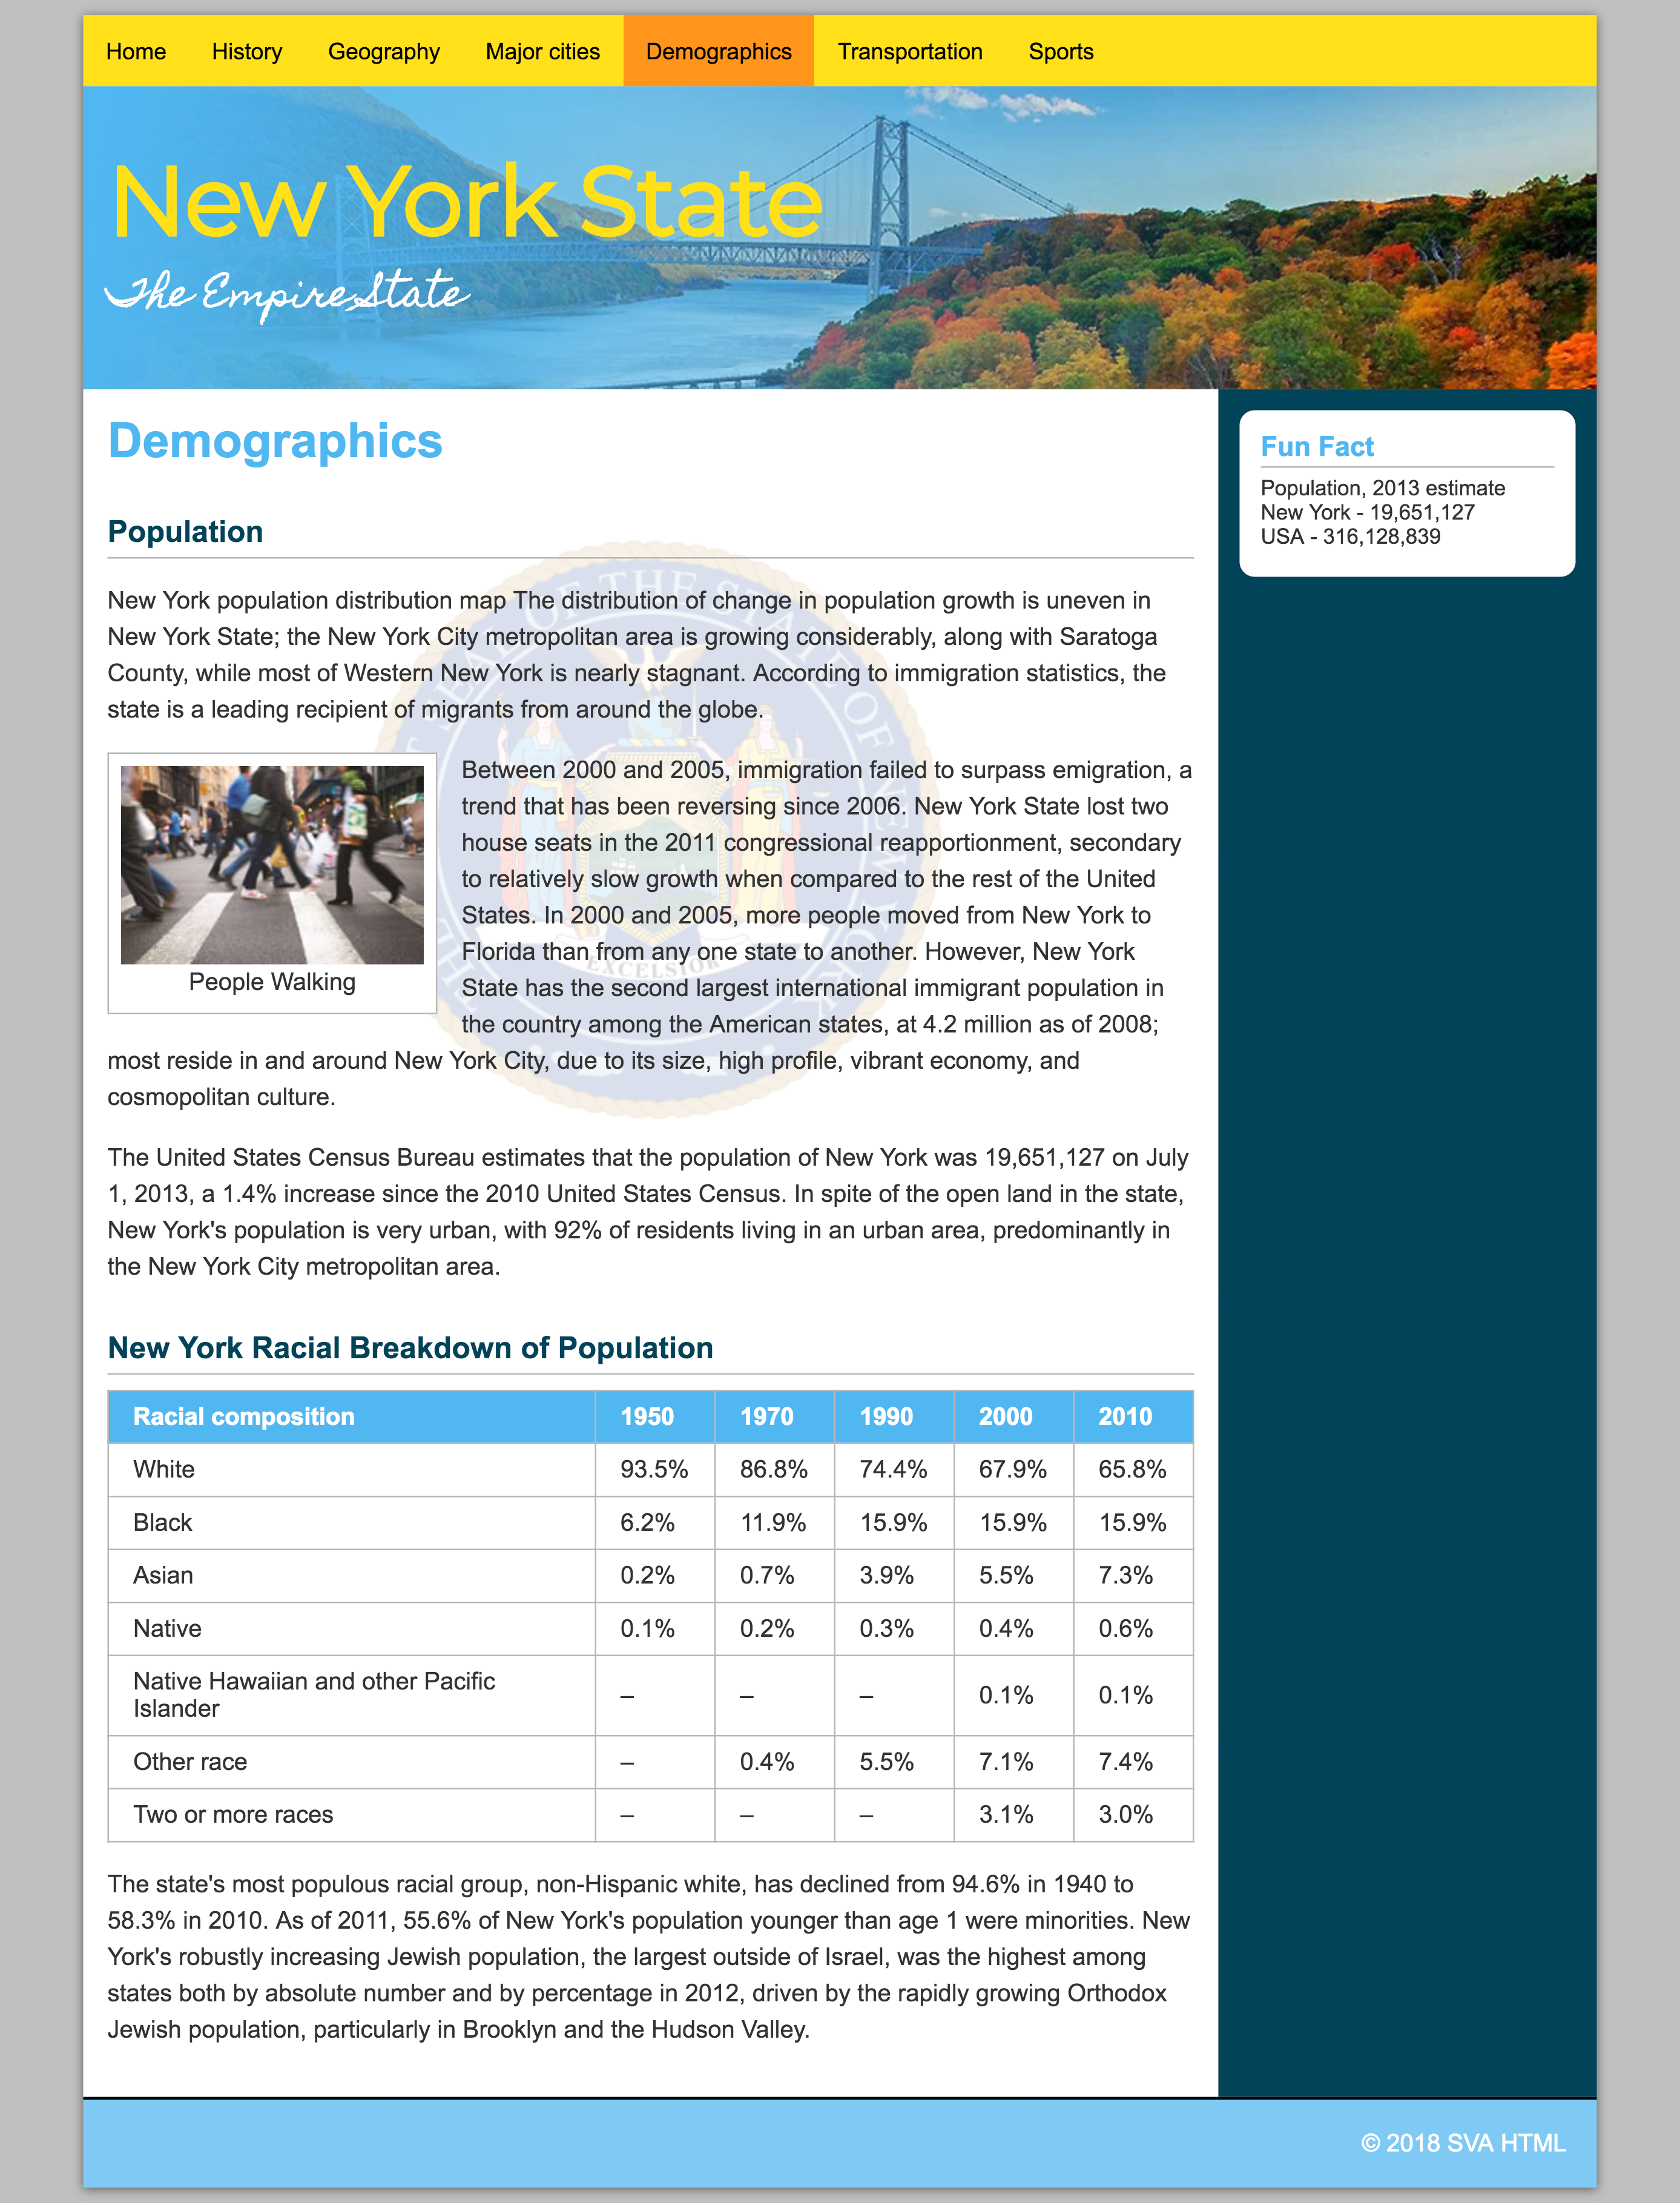 Home History Geography Major cities Demographics Transportation Sports
New York State
The Empire State
Demographics
Population
New York population distribution map The distribution of change in population growth is uneven in
New York State; the New York City metropolitan area is growing considerably, along with Saratoga
County, while most of Western New York is nearly stagnant. According to immigration statistics, the
state is a leading recipient of migrants from around the globe.
People Walking
Between 2000 and 2005, immigration failed to surpass emigration, a
trend that has been reversing since 2006. New York State lost two
house seats in the 2011 congressional reapportionment, secondary
to relatively slow growth when compared to the rest of the United
States. In 2000 and 2005, more people moved from New York to
Florida than from any one state to another. However, New York
State has the second largest international immigrant population in
the country among the American states, at 4.2 million as of 2008;
most reside in and around New York City, due to its size, high profile, vibrant economy, and
cosmopolitan culture.
The United States Census Bureau estimates that the population of New York was 19,651,127 on July
1, 2013, a 1.4% increase since the 2010 United States Census. In spite of the open land in the state,
New York's population is very urban, with 92% of residents living in an urban area, predominantly in
the New York City metropolitan area.
New York Racial Breakdown of Population
Racial composition 1950 1970 1990 2000 2010
White 93.5% 86.8% 74.4% 67.9% 65.8%
Black 6.2% 11.9% 15.9% 15.9% 15.9%
Asian 0.2% 0.7% 3.9% 5.5% 7.3%
Native 0.1% 0.2% 0.3% 0.4% 0.6%
Native Hawaiian and other Pacific
Islander – – – 0.1% 0.1%
Other race – 0.4% 5.5% 7.1% 7.4%
Two or more races – – – 3.1% 3.0%
The state's most populous racial group, non-Hispanic white, has declined from 94.6% in 1940 to
58.3% in 2010. As of 2011, 55.6% of New York's population younger than age 1 were minorities. New
York's robustly increasing Jewish population, the largest outside of Israel, was the highest among
states both by absolute number and by percentage in 2012, driven by the rapidly growing Orthodox
Jewish population, particularly in Brooklyn and the Hudson Valley.
Fun Fact
Population, 2013 estimate
New York - 19,651,127
USA - 316,128,839
SEAL OF THE STATE OF NEW YORK
EXCELSIOR
© 2018 SVA HTML